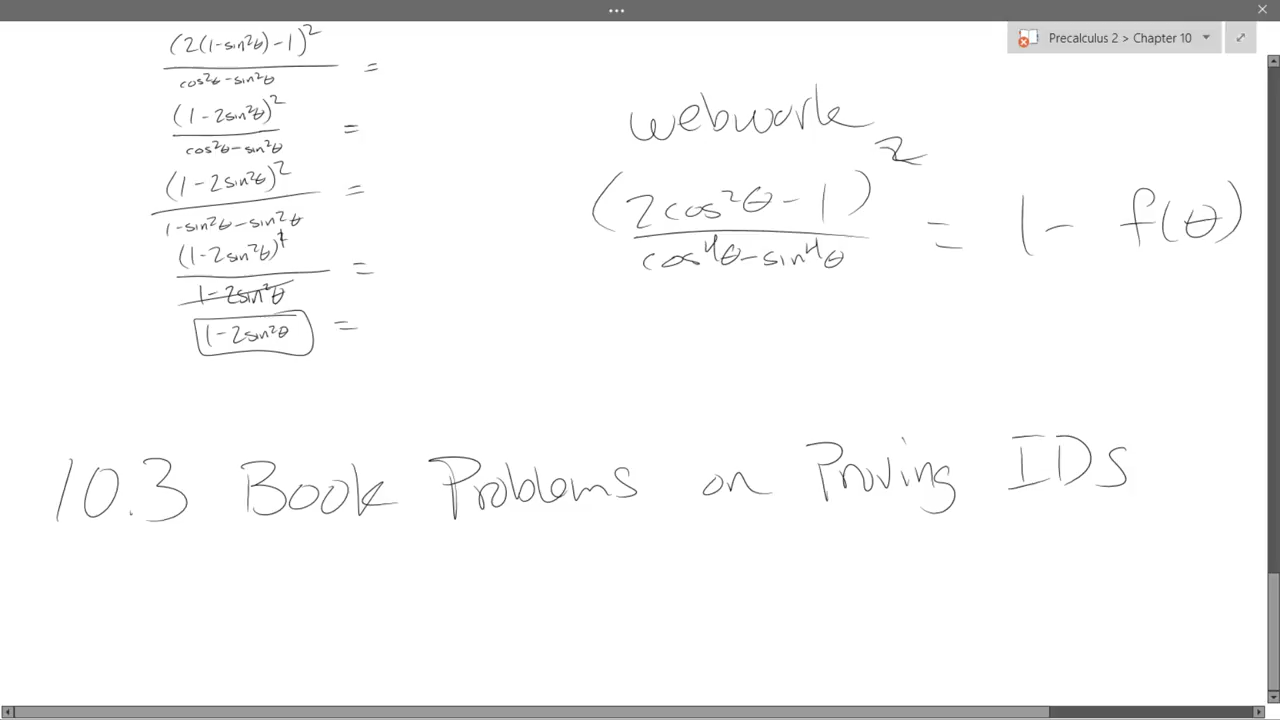 Precalculus 2 > Chapter 10
(2(1-sin²θ)-1)²
cos²θ-sin²θ
=
(1-2sin²θ)²
cos²θ-sin²θ
=
(1-2sin²θ)²
1-sin²θ-sin²θ
=
(1-2sin²θ)
1-2sin²θ
=
1-2sin²θ =
webwork
(2cos²θ-1)²
cos⁴θ-sin⁴θ
= 1- f(θ)
10.3 Book Problems on Proving IDS